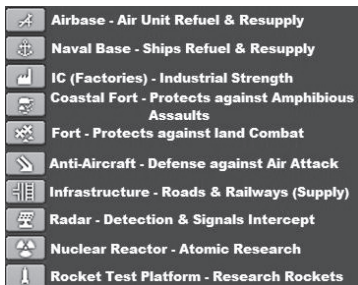 Airbase - Air Unit Refuel & Resupply
Naval Base - Ships Refuel & Resupply
IC (Factories) - Industrial Strength
Coastal Fort - Protects against Amphibious
Assaults
Fort - Protects against land Combat
Anti-Aircraft - Defense against Air Attack
Infrastructure - Roads & Railways (Supply)
Radar - Detection & Signals Intercept
Nuclear Reactor - Atomic Research
Rocket Test Platform - Research Rockets